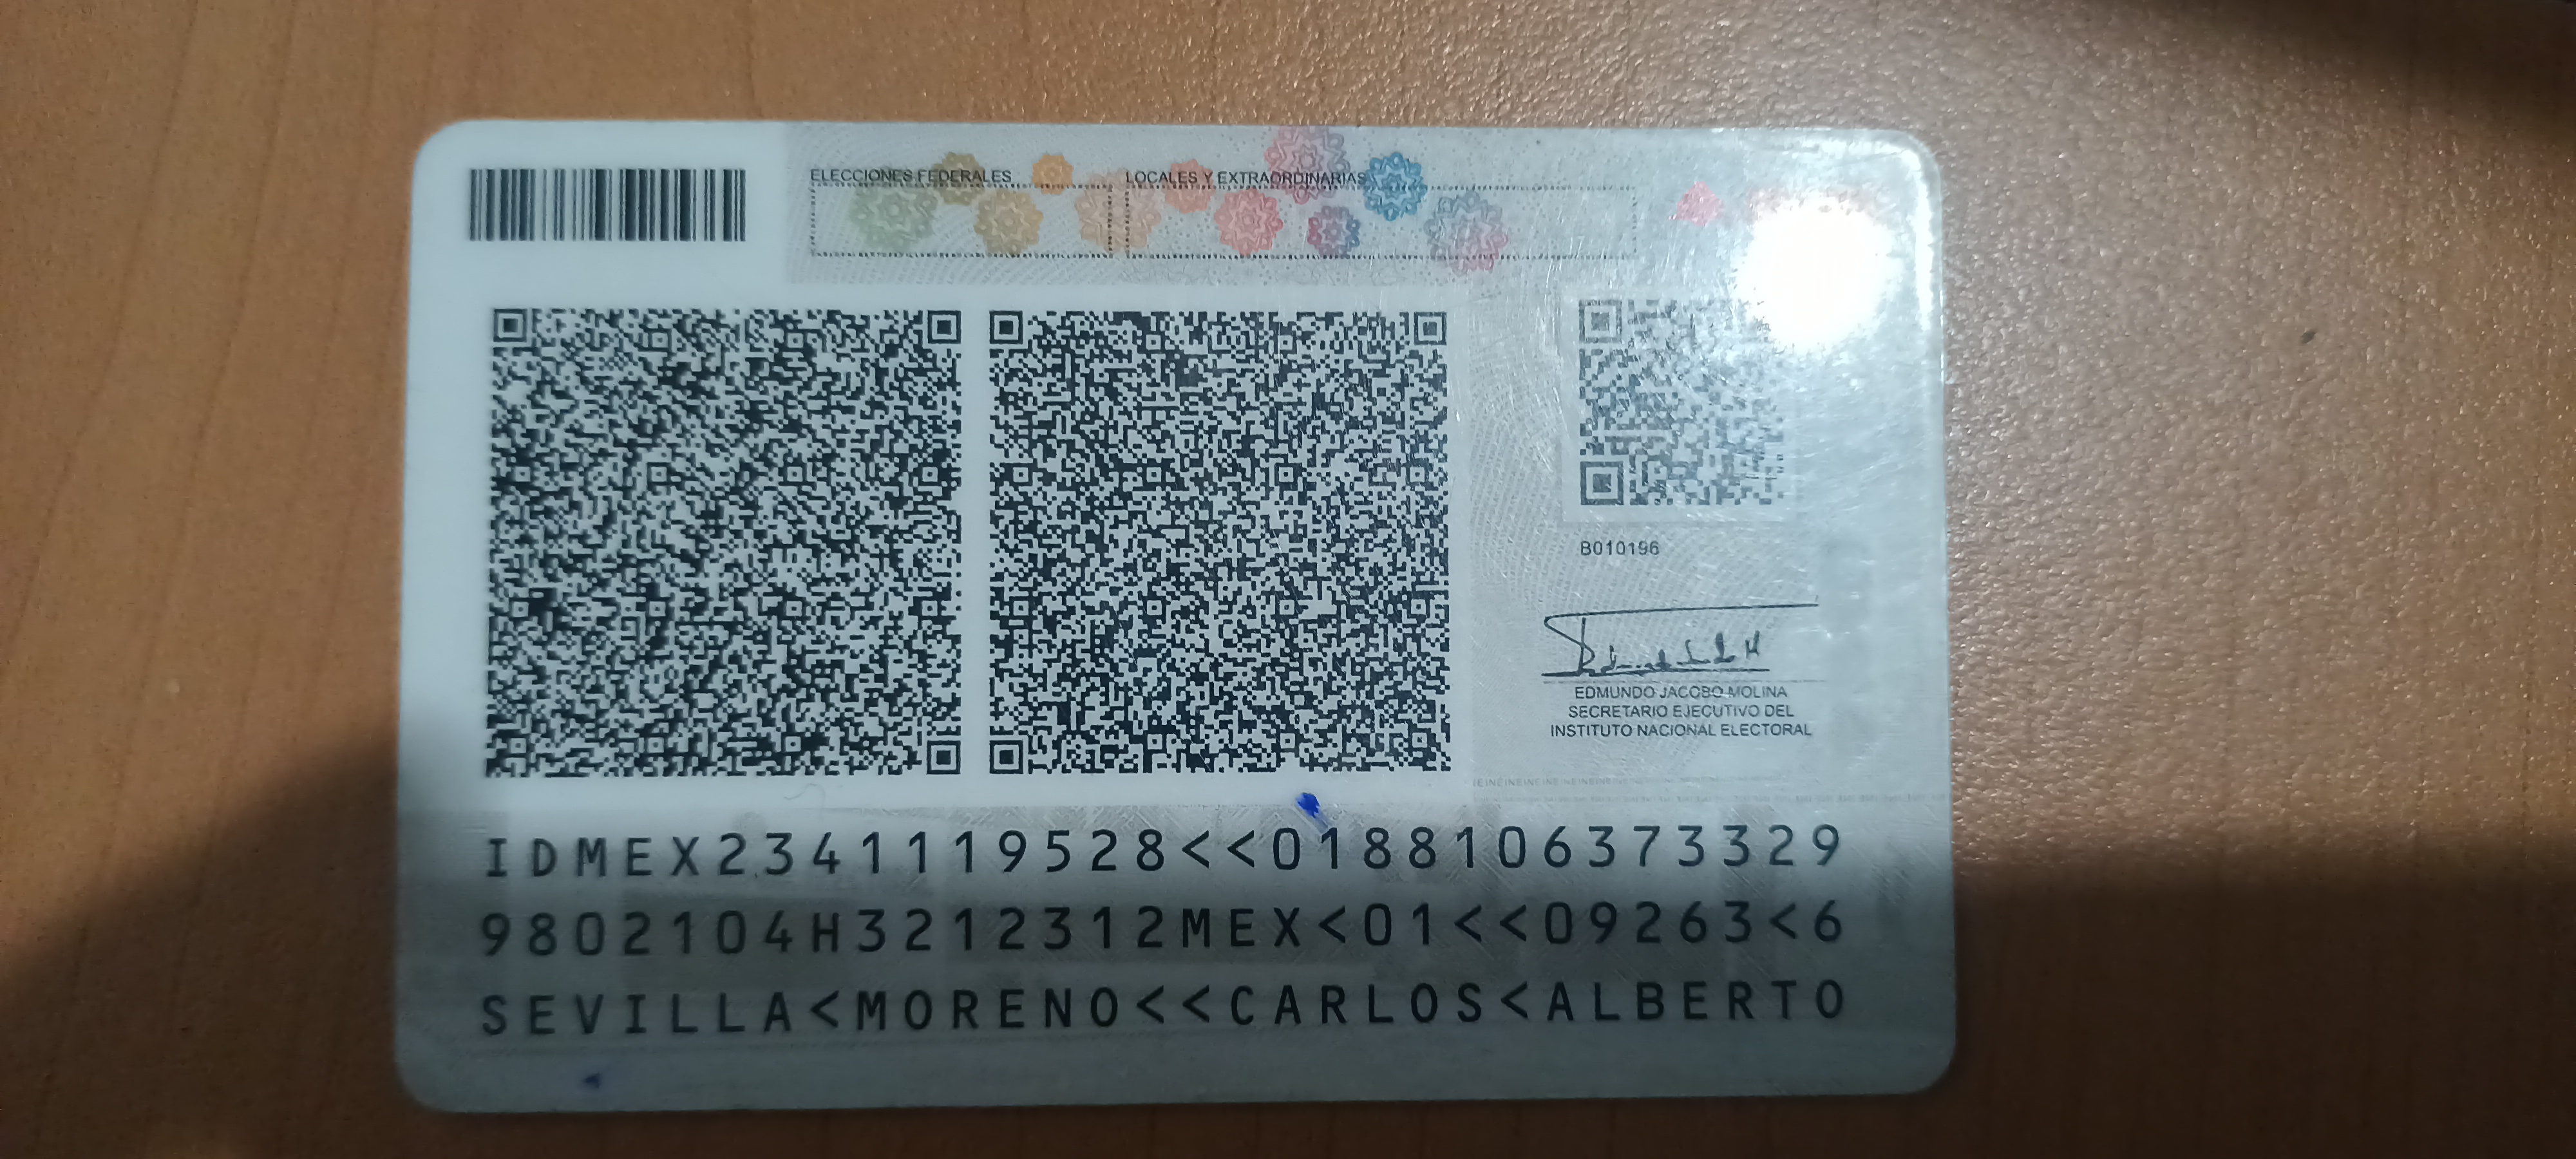 ELECCIONES FEDERALES
LOCALES Y EXTRAORDINARIAS
B010196
EDMUNDO JACOBO MOLINA
SECRETARIO EJECUTIVO DEL
INSTITUTO NACIONAL ELECTORAL
IDMEX2341119528<<0188106373329
9802104H3212312MEX<01<<09263<6
SEVILLA<MORENO<<CARLOS<ALBERTO